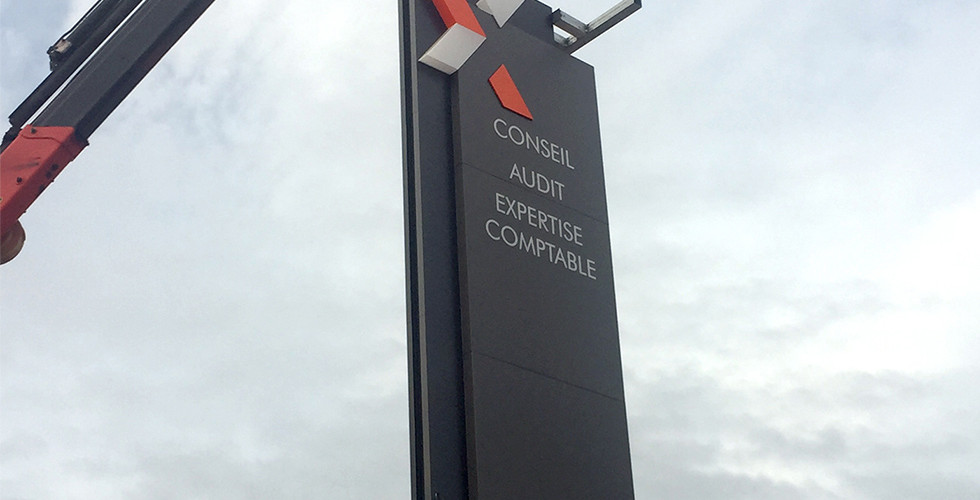 CONSEIL
AUDIT
EXPERTISE
COMPTABLE